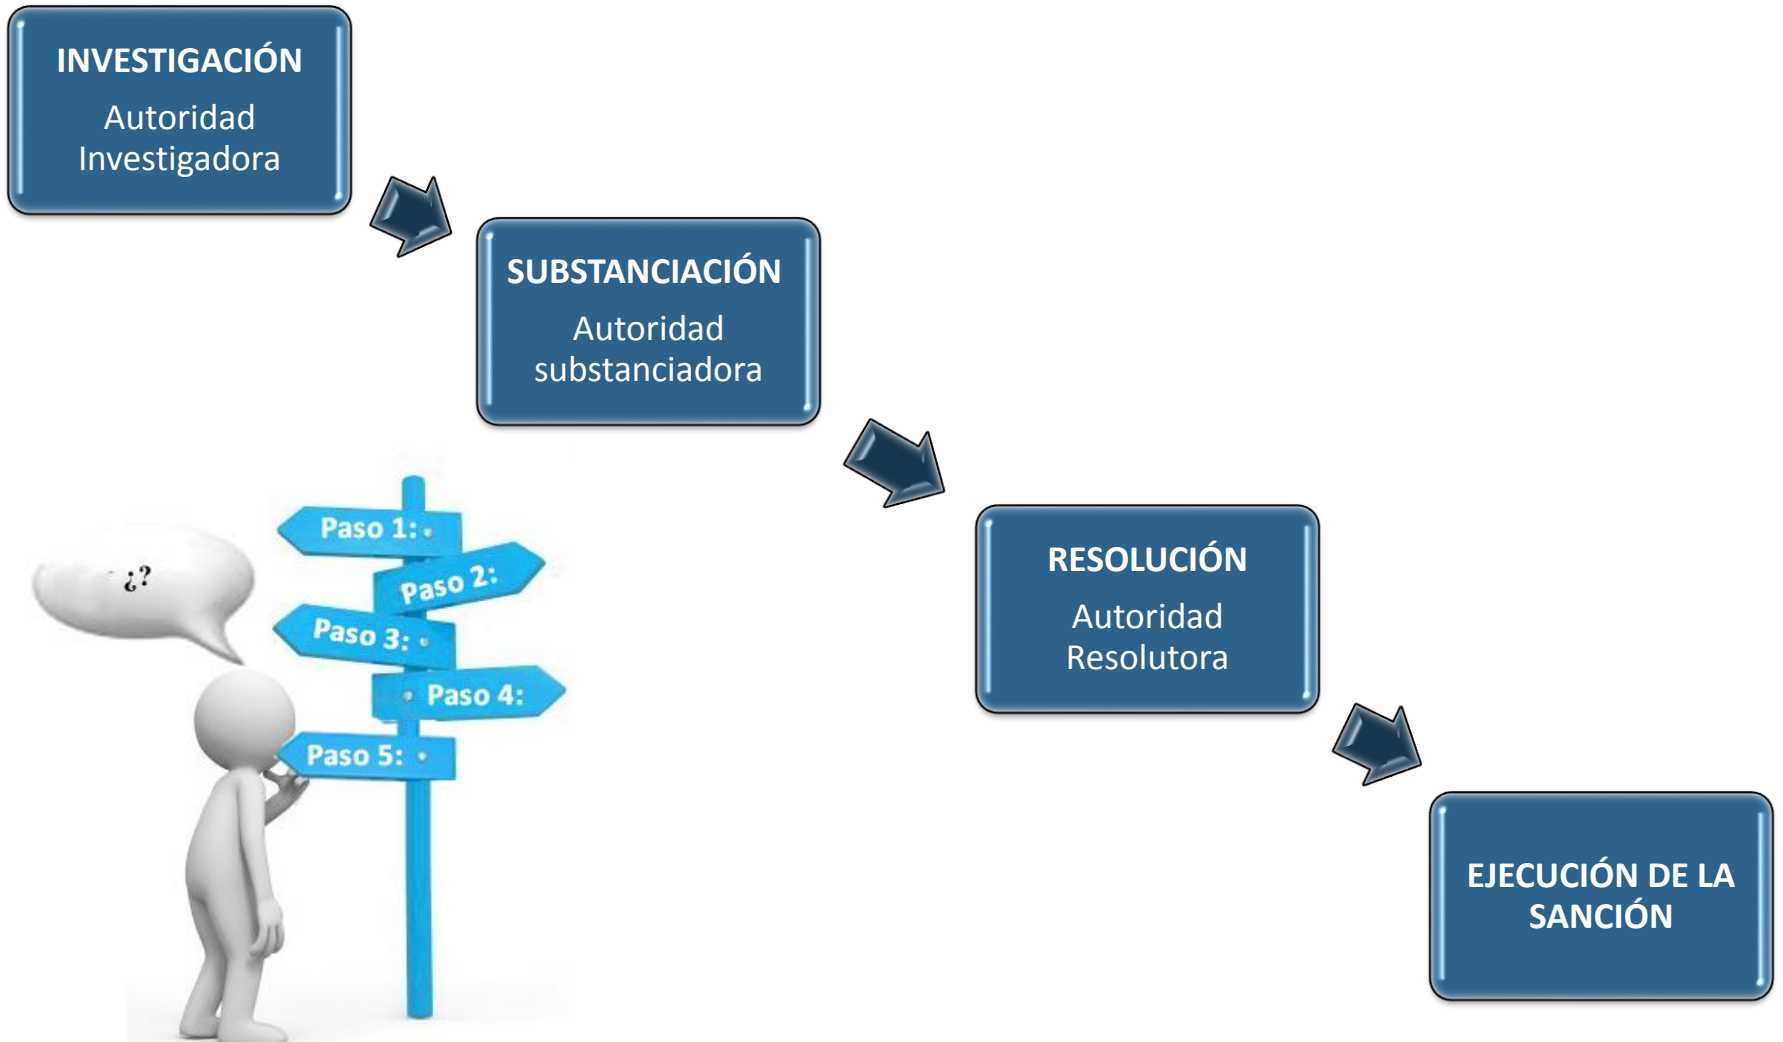 INVESTIGACIÓN
Autoridad
Investigadora
SUBSTANCIACIÓN
Autoridad
substanciadora
RESOLUCIÓN
Autoridad
Resolutora
EJECUCIÓN DE LA
SANCIÓN
¿?
Paso 1:
Paso 2:
Paso 3:
Paso 4:
Paso 5: